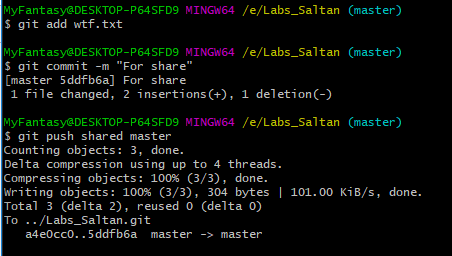 MyFantasy@DESKTOP-P64SFD9 MINGW64 /e/Labs_Saltan (master)
$ git add wtf.txt
MyFantasy@DESKTOP-P64SFD9 MINGW64 /e/Labs_Saltan (master)
$ git commit -m "For share"
[master 5ddfb6a] For share
 1 file changed, 2 insertions(+), 1 deletion(-)
MyFantasy@DESKTOP-P64SFD9 MINGW64 /e/Labs_Saltan (master)
$ git push shared master
Counting objects: 3, done.
Delta compression using up to 4 threads.
Compressing objects: 100% (3/3), done.
Writing objects: 100% (3/3), 304 bytes | 101.00 KiB/s, done.
Total 3 (delta 2), reused 0 (delta 0)
To ../Labs_Saltan.git
   a4e0cc0..5ddfb6a  master -> master